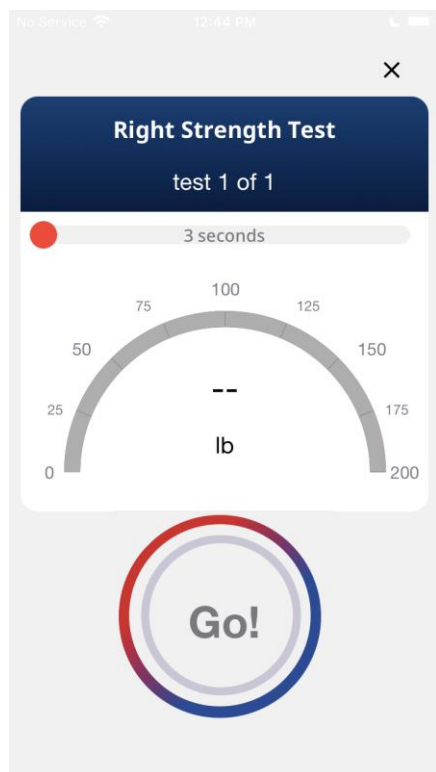 No Service 12:44 PM
×
Right Strength Test
test 1 of 1
3 seconds
100
75 125
50 150
--
25 175
lb
0 200
Go!